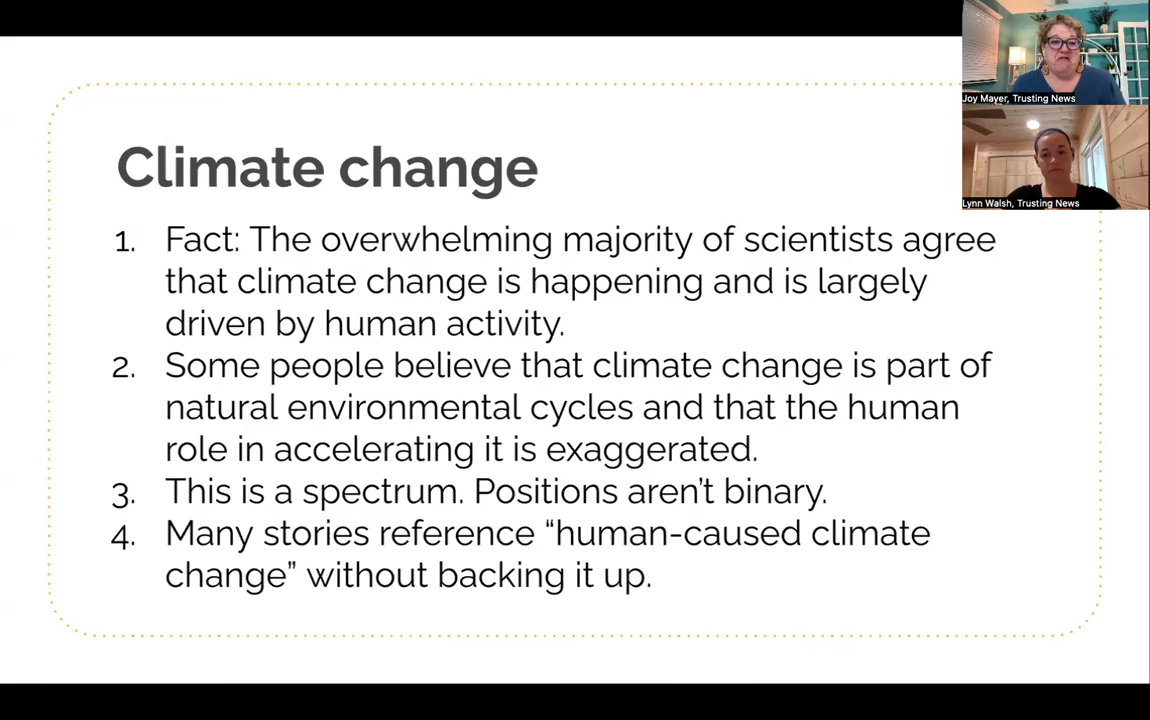 Climate change
1. Fact: The overwhelming majority of scientists agree
that climate change is happening and is largely
driven by human activity.
2. Some people believe that climate change is part of
natural environmental cycles and that the human
role in accelerating it is exaggerated.
3. This is a spectrum. Positions aren’t binary.
4. Many stories reference “human-caused climate
change” without backing it up.
Joy Mayer, Trusting News
Lynn Walsh, Trusting News